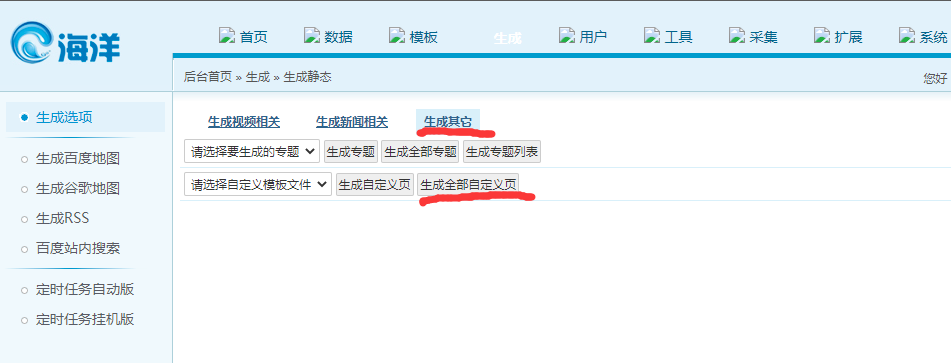 海洋
首页 数据 模板 生成 用户 工具 采集 扩展 系统
后台首页 » 生成 » 生成静态
您好
生成选项
生成百度地图
生成谷歌地图
生成RSS
百度站内搜索
定时任务自动版
定时任务挂机版
生成视频相关 生成新闻相关 生成其它
请选择要生成的专题 生成专题 生成全部专题 生成专题列表
请选择自定义模板文件 生成自定义页 生成全部自定义页